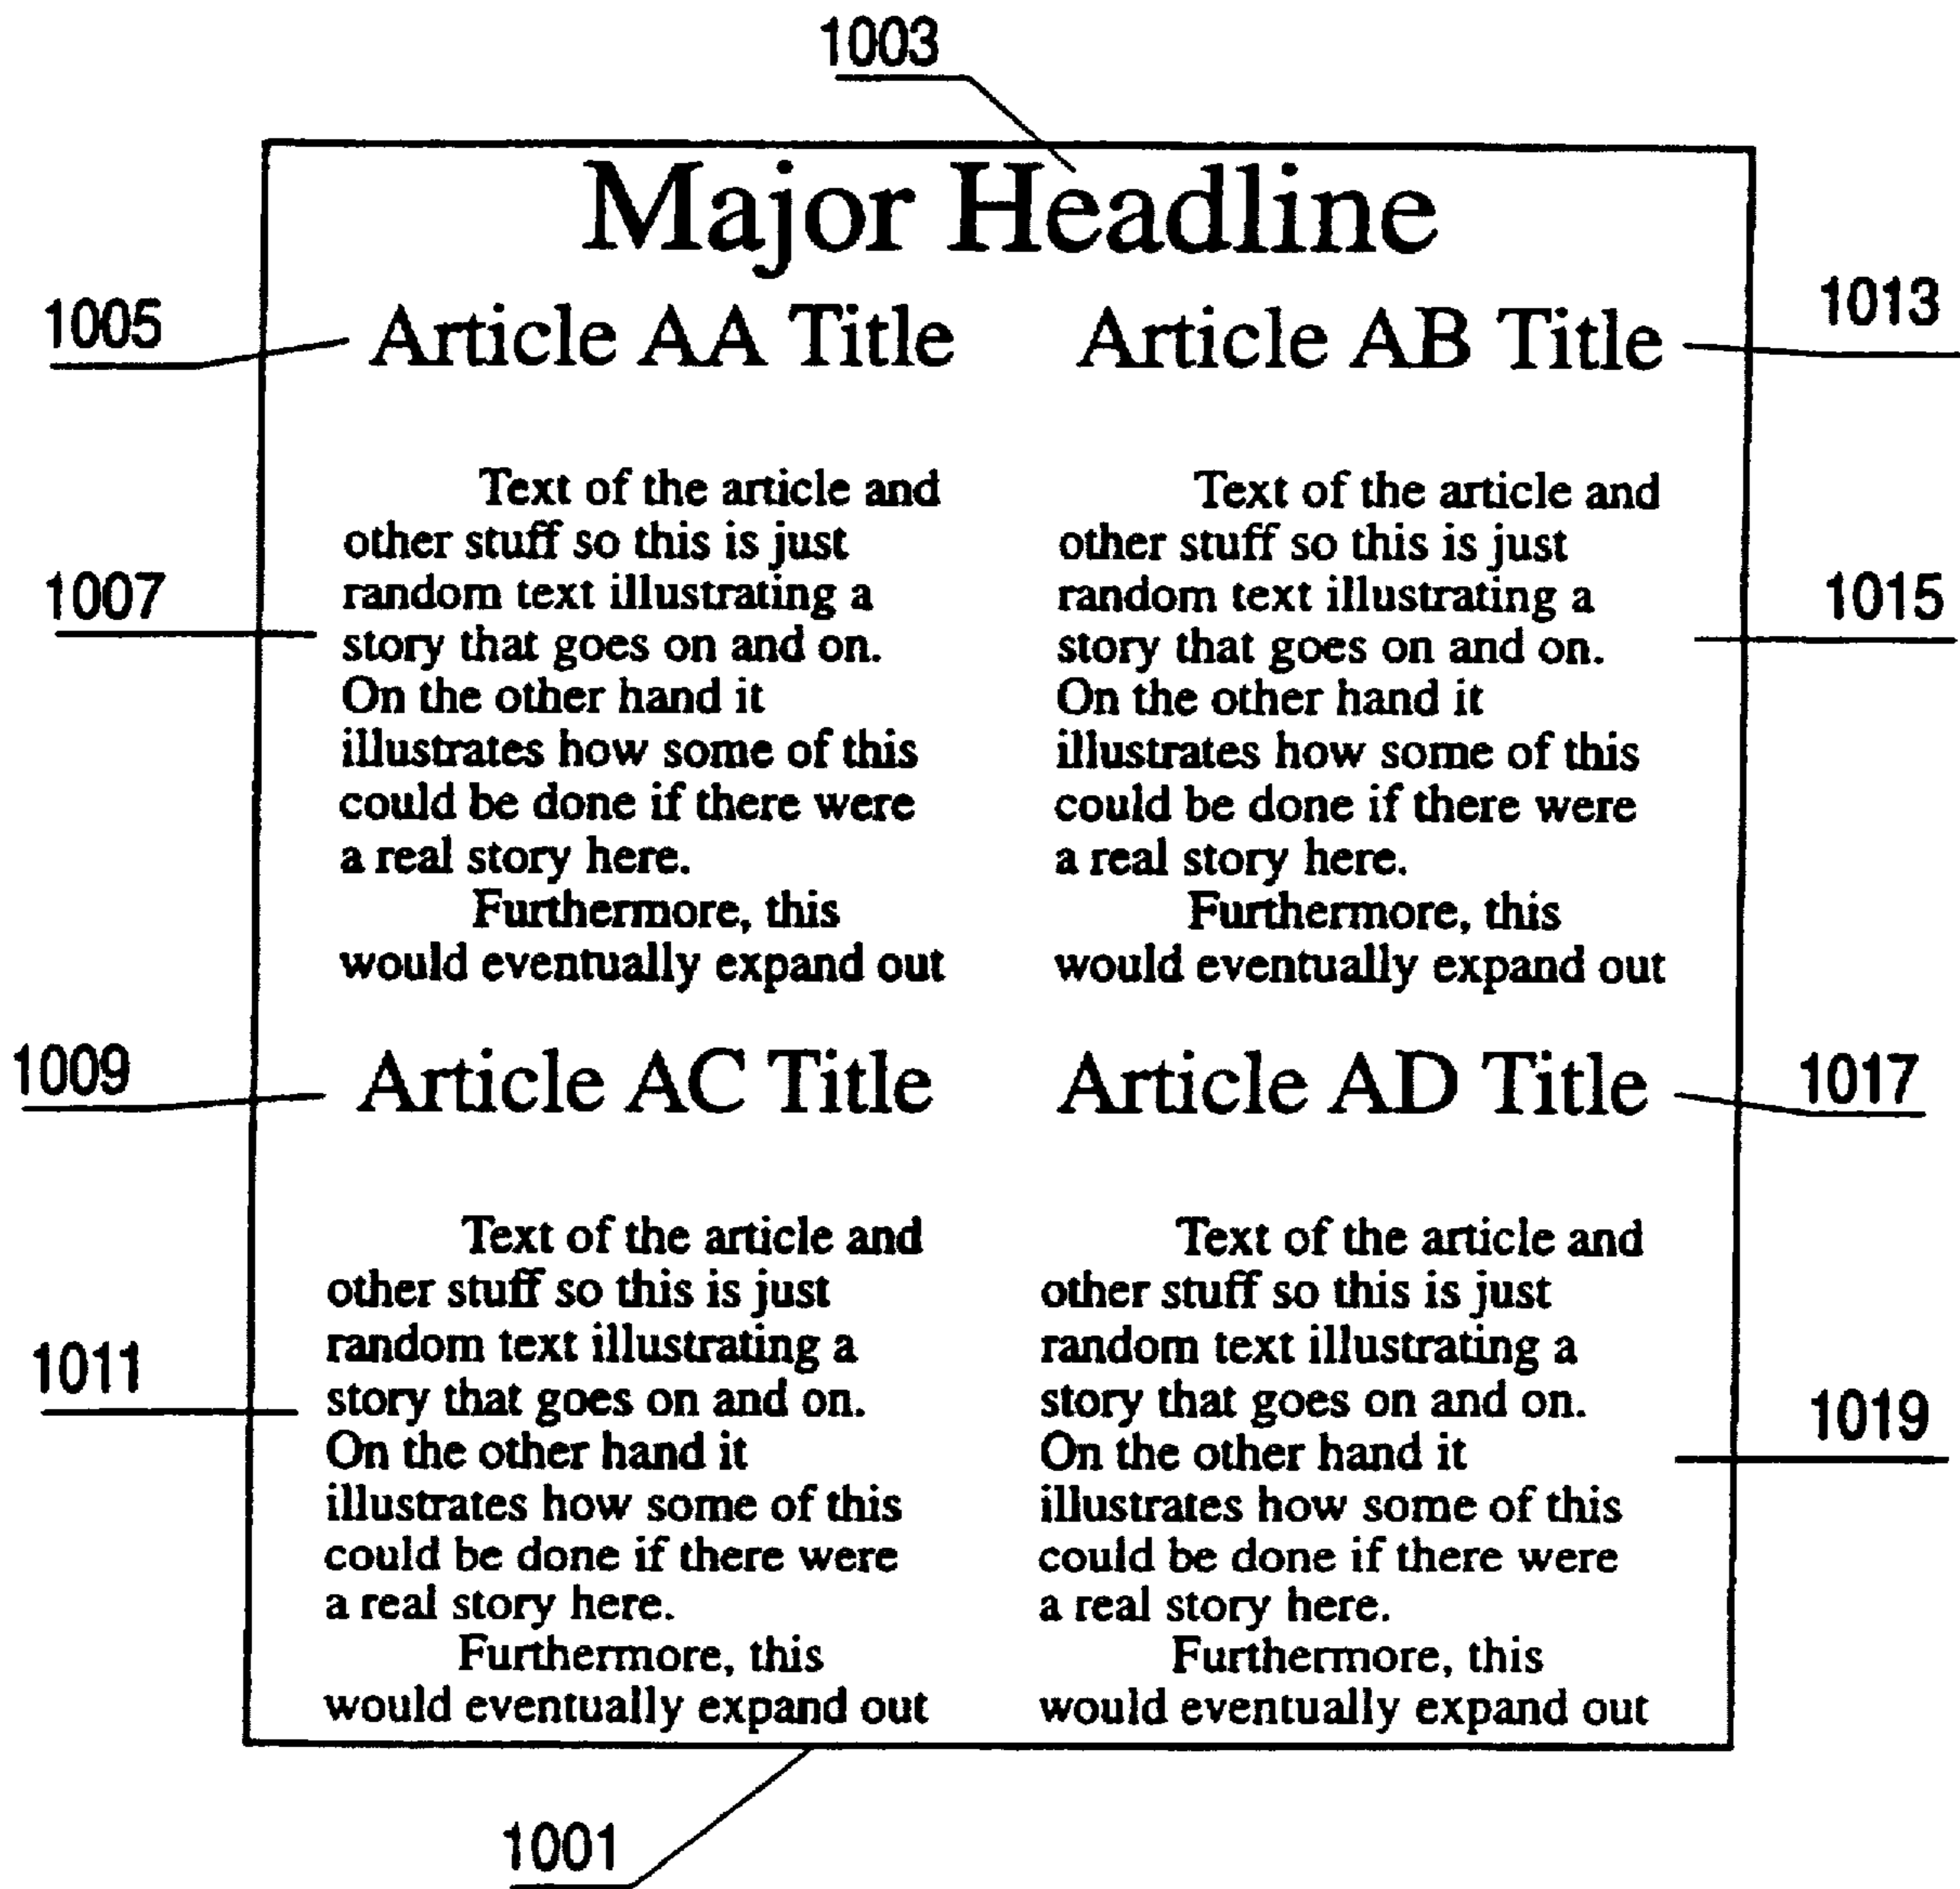 1003
Major Headline
1005
Article AA Title
Text of the article and
other stuff so this is just
random text illustrating a
story that goes on and on.
On the other hand it
illustrates how some of this
could be done if there were
a real story here.
Furthermore, this
would eventually expand out
1007
Article AB Title
1013
Text of the article and
other stuff so this is just
random text illustrating a
story that goes on and on.
On the other hand it
illustrates how some of this
could be done if there were
a real story here.
Furthermore, this
would eventually expand out
1015
1009
Article AC Title
Text of the article and
other stuff so this is just
random text illustrating a
story that goes on and on.
On the other hand it
illustrates how some of this
could be done if there were
a real story here.
Furthermore, this
would eventually expand out
1011
Article AD Title
1017
Text of the article and
other stuff so this is just
random text illustrating a
story that goes on and on.
On the other hand it
illustrates how some of this
could be done if there were
a real story here.
Furthermore, this
would eventually expand out
1019
1001